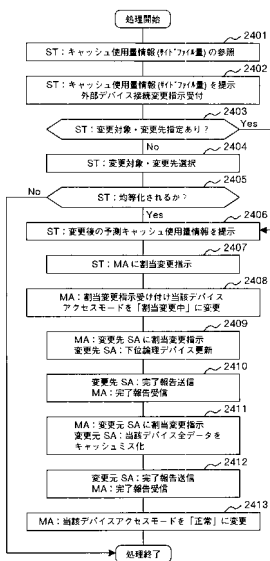 処理開始
2401
ST：キャッシュ使用量情報(サイドファイル量)の参照
2402
ST：キャッシュ使用量情報(サイドファイル量)を提示
外部デバイス接続変更指示受付
2403
ST：変更対象・変更先指定あり？
Yes
No
2404
ST：変更対象・変更先選択
2405
No
ST：均等化されるか？
Yes
2406
ST：変更後の予測キャッシュ使用量情報を提示
2407
ST：MAに割当変更指示
2408
MA：割当変更指示受け付け当該デバイス
アクセスモードを「割当変更中」に変更
2409
MA：変更先 SAに割当変更指示
変更先 SA：下位論理デバイス更新
2410
変更先 SA：完了報告送信
MA：完了報告受信
2411
MA：変更元 SAに割当変更指示
変更元 SA：当該デバイス全データを
キャッシュミス化
2412
変更元 SA：完了報告送信
MA：完了報告受信
2413
MA：当該デバイスアクセスモードを「正常」に変更
処理終了